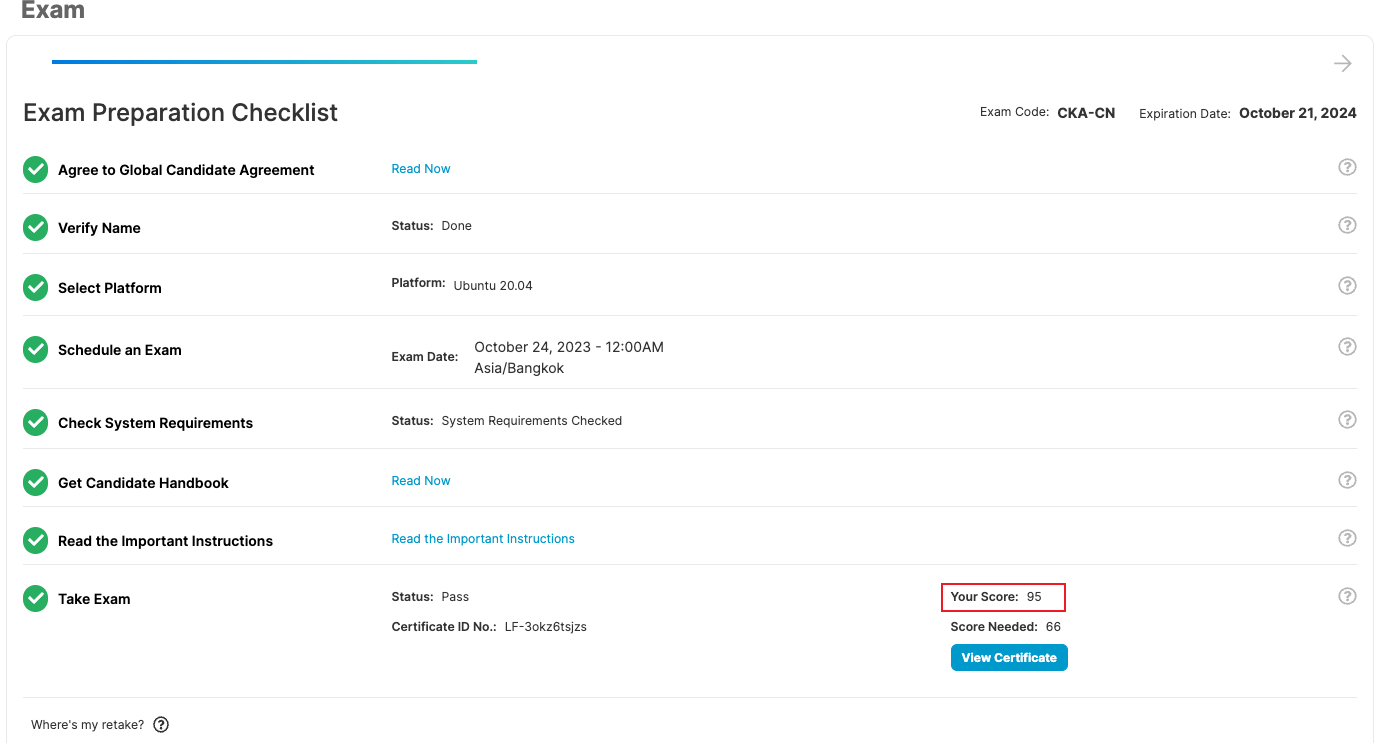 Exam
Exam Preparation Checklist
Exam Code: CKA-CN Expiration Date: October 21, 2024
Agree to Global Candidate Agreement Read Now
Verify Name Status: Done
Select Platform Platform: Ubuntu 20.04
Schedule an Exam Exam Date: October 24, 2023 - 12:00AM
Asia/Bangkok
Check System Requirements Status: System Requirements Checked
Get Candidate Handbook Read Now
Read the Important Instructions Read the Important Instructions
Take Exam Status: Pass Your Score: 95
Certificate ID No.: LF-3okz6tsjzs Score Needed: 66
View Certificate
Where's my retake?